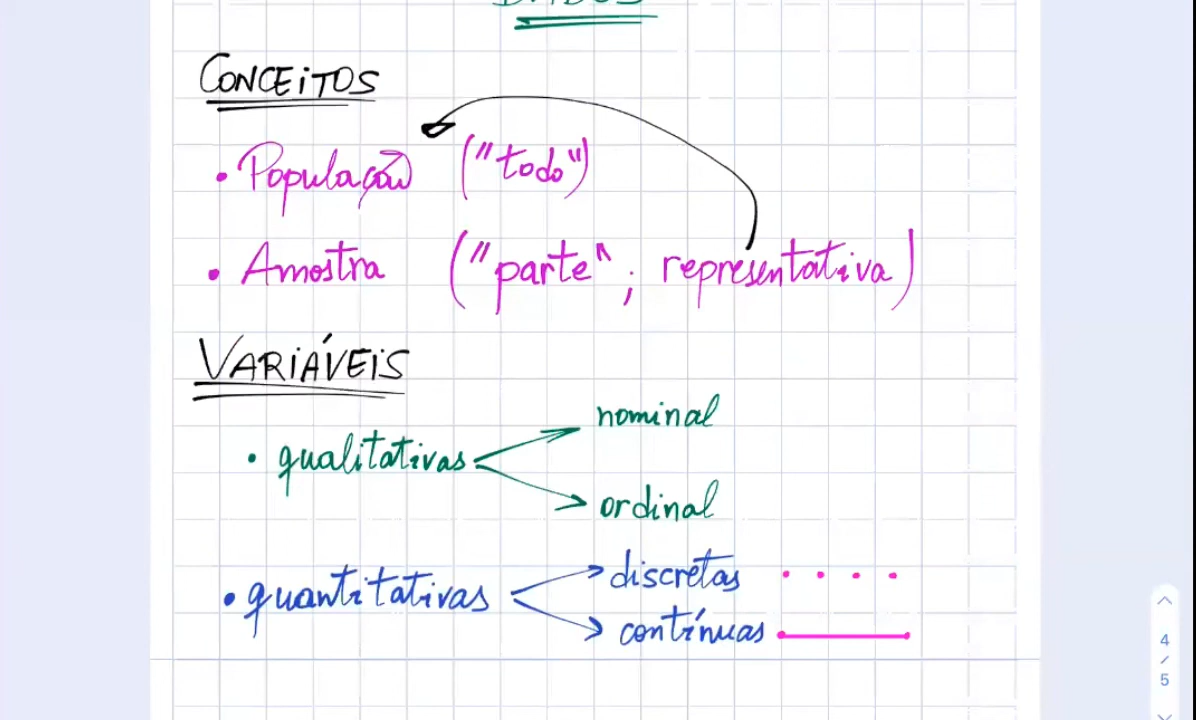 CONCEITOS
• População ("todo")
• Amostra ("parte"; representativa)
VARIÁVEIS
• qualitativas
nominal
ordinal
• quantitativas
discretas
contínuas
4
/
5